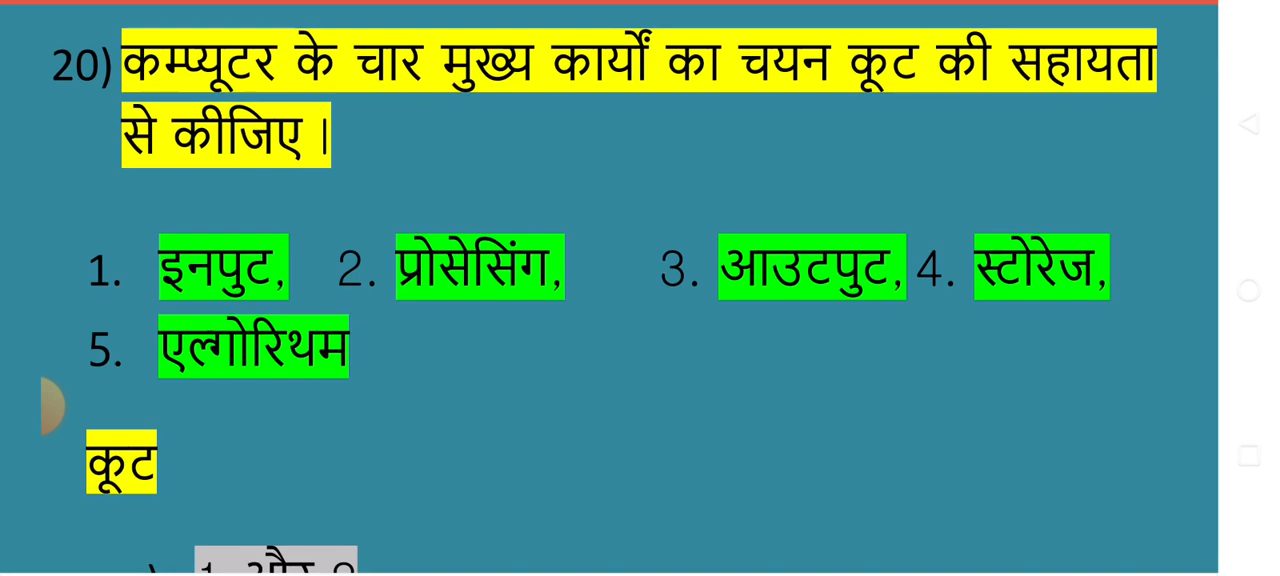 20) कम्प्यूटर के चार मुख्य कार्यों का चयन कूट की सहायता
से कीजिए।
1. इनपुट, 2. प्रोसेसिंग, 3. आउटपुट, 4. स्टोरेज,
5. एल्गोरिथम
कूट